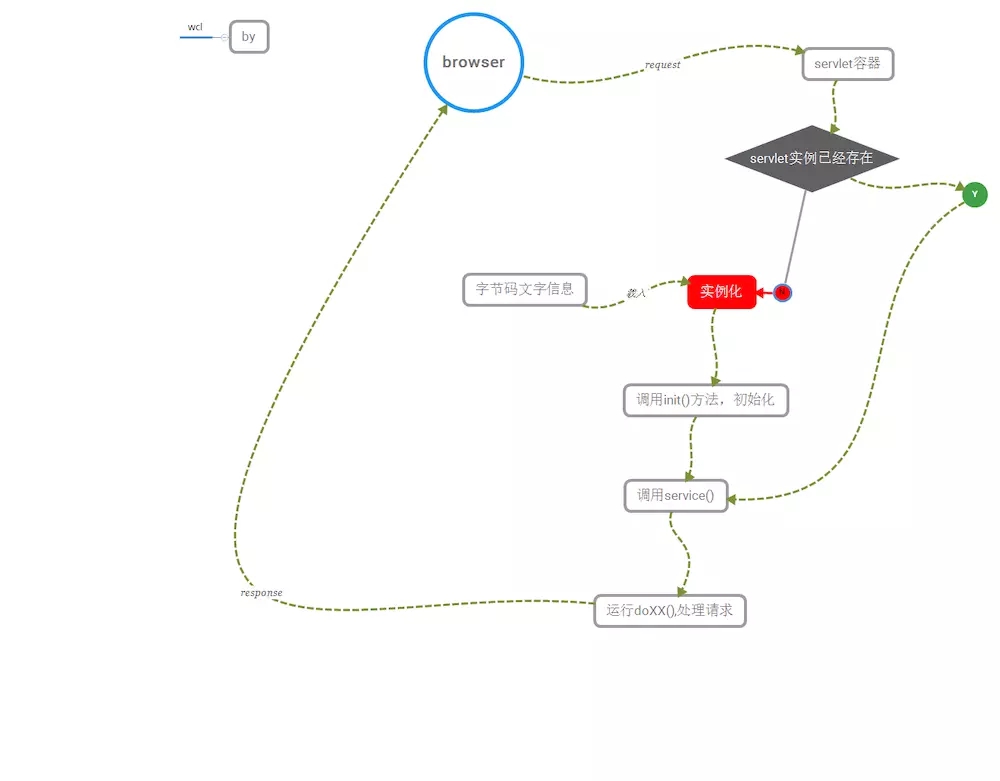 wcl
by
browser
request
servlet容器
servlet实例已经存在
Y
字节码文字信息
载入
实例化
N
调用init()方法，初始化
调用service()
response
运行doXX(),处理请求